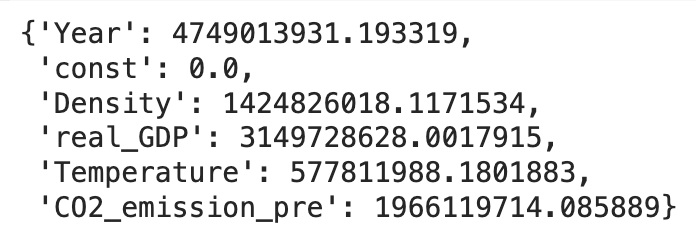 {'Year': 4749013931.193319,
'const': 0.0,
'Density': 1424826018.1171534,
'real_GDP': 3149728628.0017915,
'Temperature': 577811988.1801883,
'CO2_emission_pre': 1966119714.085889}